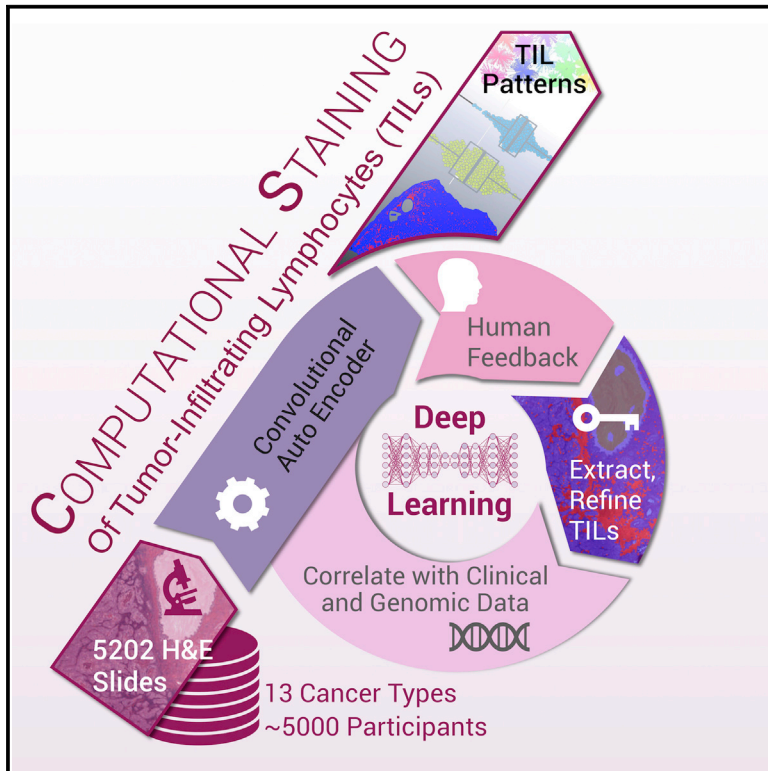 COMPUTATIONAL STAINING
Of Tumor-Infiltrating Lymphocytes (TILs)
TIL
Patterns
Convolutional
Auto Encoder
Human
Feedback
Deep
Learning
Extract,
Refine
TILs
Correlate with Clinical
and Genomic Data
5202 H&E
Slides
13 Cancer Types
~5000 Participants